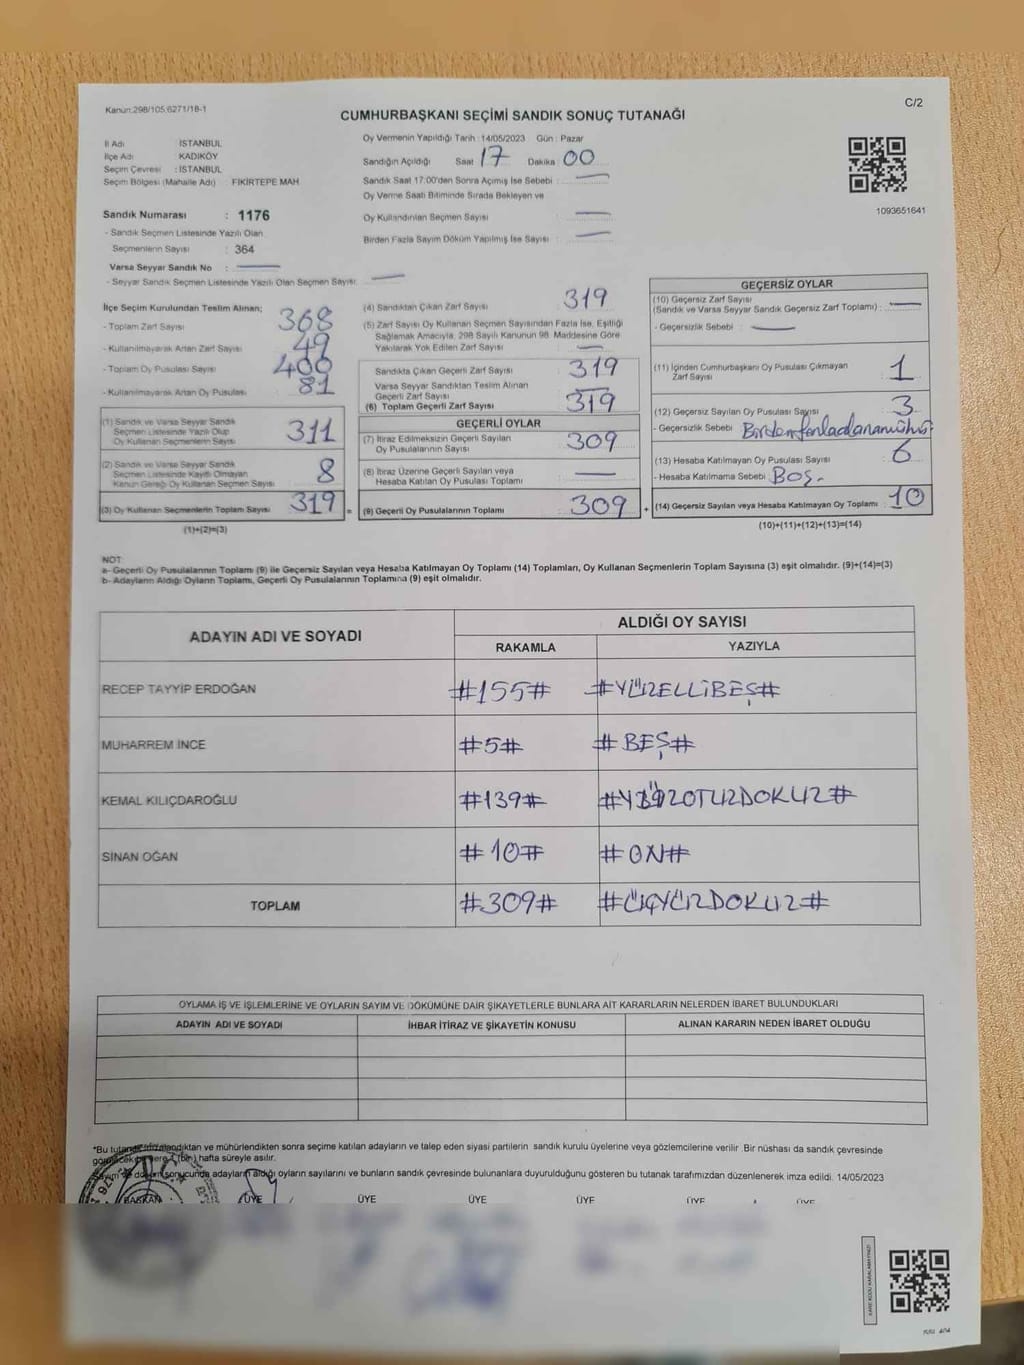 Kanun:298/105,6271/18-1
C/2
CUMHURBAŞKANI SEÇİMİ SANDIK SONUÇ TUTANAĞI
İl Adı İSTANBUL
İlçe Adı KADIKÖY
Seçim Çevresi : İSTANBUL
Seçim Bölgesi (Mahalle Adı) : FİKİRTEPE MAH
Sandık Numarası : 1176
- Sandık Seçmen Listesinde Yazılı Olan
Seçmenlerin Sayısı : 364
Varsa Seyyar Sandık No :
- Seyyar Sandık Seçmen Listesinde Yazılı Olan Seçmen Sayısı:
Oy Vermenin Yapıldığı Tarih : 14/05/2023 Gün : Pazar
Sandığın Açıldığı Saat 17 Dakika 00
Sandık Saat 17:00'den Sonra Açımış İse Sebebi :
Oy Verme Saati Bitiminde Sırada Bekleyen ve
Oy Kullandırılan Seçmen Sayısı
Birden Fazla Sayım Döküm Yapılmış İse Sayısı
1093651641
İlçe Seçim Kurulundan Teslim Alınan;
- Toplam Zarf Sayısı 368
- Kullanılmayarak Artan Zarf Sayısı 49
- Toplam Oy Pusulası Sayısı 400
- Kullanılmayarak Artan Oy Pusulası 81
(1) Sandık ve Varsa Seyyar Sandık
Seçmen Listesinde Yazılı Olup
Oy Kullanan Seçmenlerin Sayısı 311
(2) Sandık ve Varsa Seyyar Sandık
Seçmen Listesinde Kayıtlı Olmayan
Kanun Gereği Oy Kullanan Seçmen Sayısı 8
(3) Oy Kullanan Seçmenlerin Toplam Sayısı 319 =
(1)+(2)=(3)
(4) Sandıktan Çıkan Zarf Sayısı 319
(5) Zarf Sayısı Oy Kullanan Seçmen Sayısından Fazla İse, Eşitliği
Sağlamak Amacıyla, 298 Sayılı Kanunun 98. Maddesine Göre
Yakılarak Yok Edilen Zarf Sayısı
Sandıkta Çıkan Geçerli Zarf Sayısı 319
Varsa Seyyar Sandıktan Teslim Alınan
Geçerli Zarf Sayısı
(6) Toplam Geçerli Zarf Sayısı 319
GEÇERLİ OYLAR
(7) İtiraz Edilmeksizin Geçerli Sayılan
Oy Pusulalarının Sayısı 309
(8) İtiraz Üzerine Geçerli Sayılan veya
Hesaba Katılan Oy Pusulası Toplamı
(9) Geçerli Oy Pusulalarının Toplamı 309 +
GEÇERSİZ OYLAR
(10) Geçersiz Zarf Sayısı
(Sandık ve Varsa Seyyar Sandık Geçersiz Zarf Toplamı) :
- Geçersizlik Sebebi :
(11) İçinden Cumhurbaşkanı Oy Pusulası Çıkmayan
Zarf Sayısı 1
(12) Geçersiz Sayılan Oy Pusulası Sayısı 3
- Geçersizlik Sebebi
(13) Hesaba Katılmayan Oy Pusulası Sayısı 6
- Hesaba Katılmama Sebebi Boş.
(14) Geçersiz Sayılan veya Hesaba Katılmayan Oy Toplamı 10
(10)+(11)+(12)+(13)=(14)
NOT
a- Geçerli Oy Pusulalarının Toplamı (9) ile Geçersiz Sayılan veya Hesaba Katılmayan Oy Toplamı (14) Toplamları, Oy Kullanan Seçmenlerin Toplam Sayısına (3) eşit olmalıdır. (9)+(14)=(3)
b- Adayların Aldığı Oyların Toplamı, Geçerli Oy Pusulalarının Toplamına (9) eşit olmalıdır.
ADAYIN ADI VE SOYADI
ALDIĞI OY SAYISI
RAKAMLA YAZIYLA
RECEP TAYYİP ERDOĞAN #155# #YÜZELLİBEŞ#
MUHARREM İNCE #5# #BEŞ#
KEMAL KILIÇDAROĞLU #139# #YÜZOTUZDOKUZ#
SİNAN OĞAN #10# #ON#
TOPLAM #309# #ÜÇYÜZDOKUZ#
OYLAMA İŞ VE İŞLEMLERİNE VE OYLARIN SAYIM VE DÖKÜMÜNE DAİR ŞİKAYETLERLE BUNLARA AİT KARARLARIN NELERDEN İBARET BULUNDUKLARI
ADAYIN ADI VE SOYADI İHBAR İTİRAZ VE ŞİKAYETİN KONUSU ALINAN KARARIN NEDEN İBARET OLDUĞU
*Bu tutanak imzalandıktan ve mühürlendikten sonra seçime katılan adayların ve talep eden siyasi partilerin sandık kurulu üyelerine veya gözlemcilerine verilir. Bir nüshası da sandık çevresinde
hafta süreyle asılır.
sonucunda adayların aldığı oyların sayılarını ve bunların sandık çevresinde bulunanlara duyurulduğunu gösteren bu tutanak tarafımızdan düzenlenerek imza edildi. 14/05/2023
BAŞKAN ÜYE ÜYE ÜYE ÜYE ÜYE ÜYE